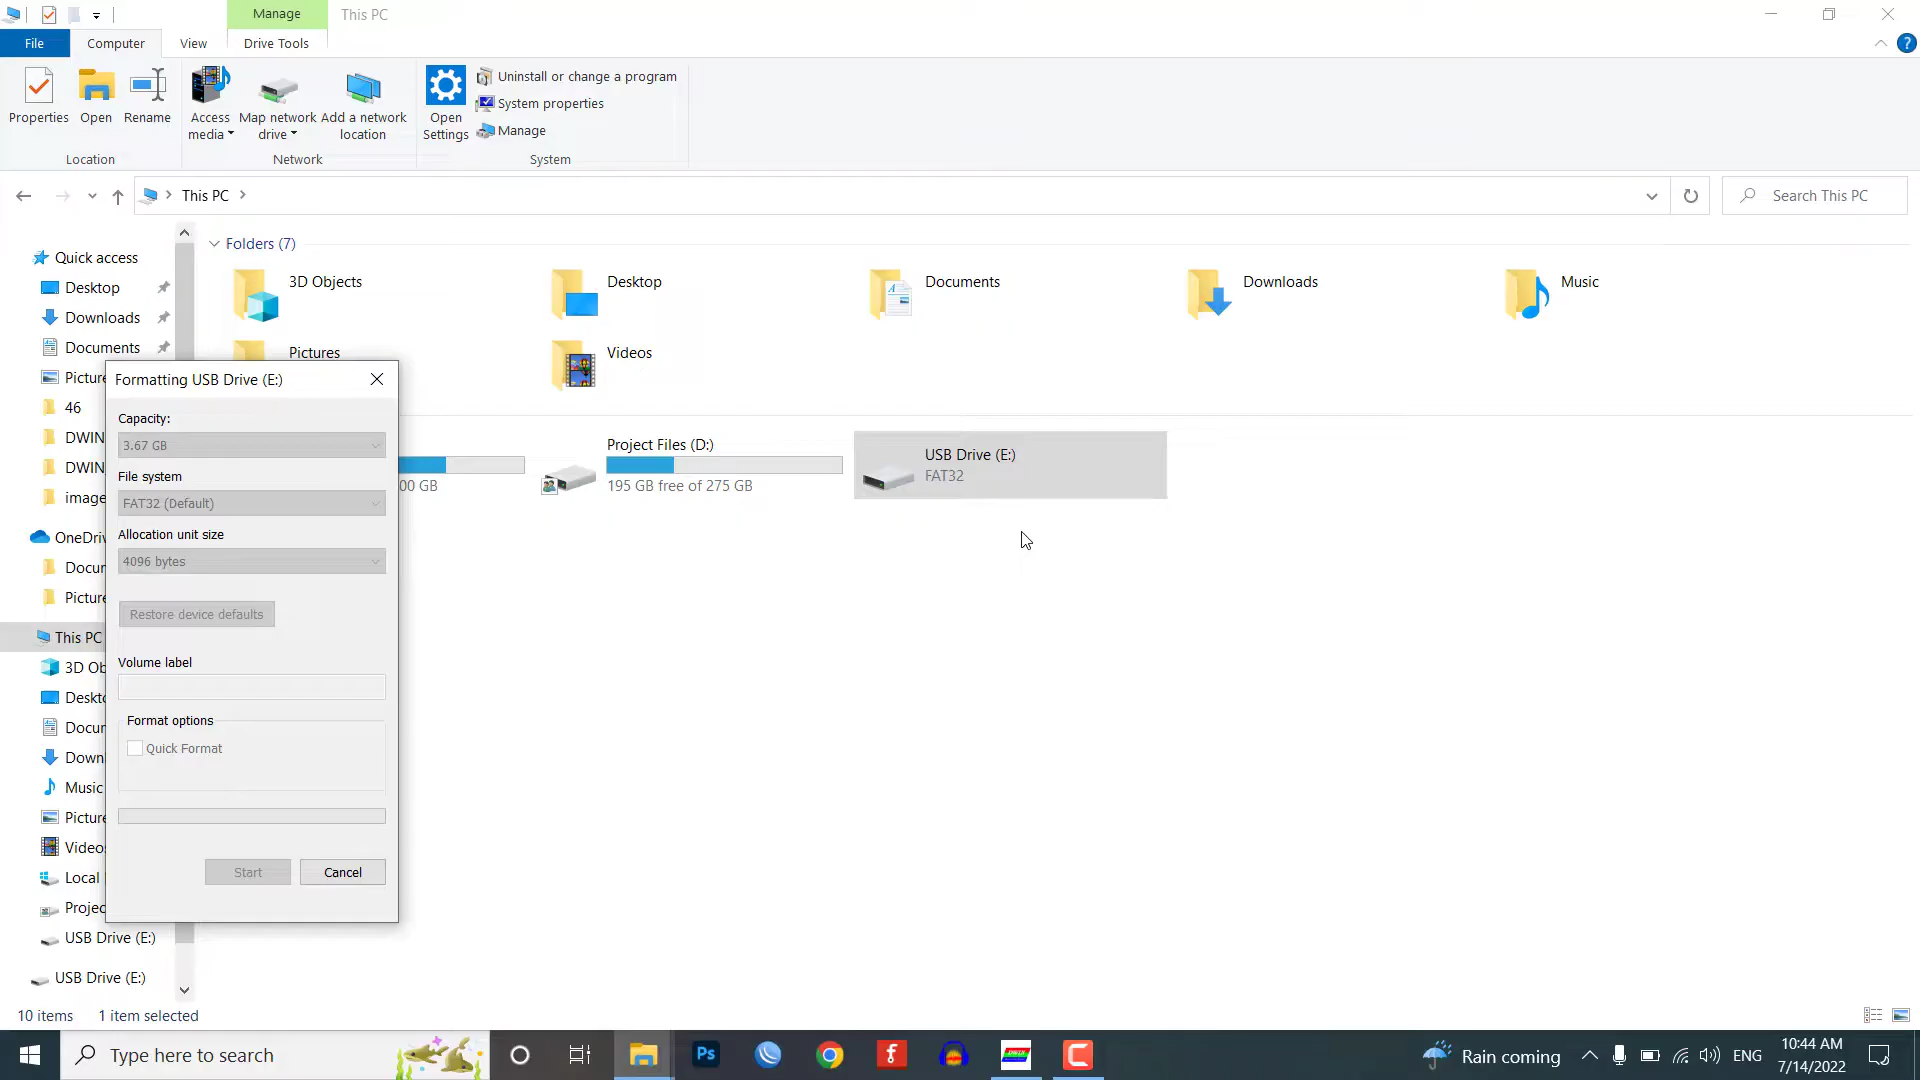 Manage
This PC
File
Computer
View
Drive Tools
Properties
Open
Rename
Location
Access media
Map network drive
Add a network location
Network
Open Settings
Uninstall or change a program
System properties
Manage
System
This PC
Search This PC
Quick access
Desktop
Downloads
Documents
Picture
46
DWIN
DWIN
image
OneDriv
Docum
Picture
This PC
3D Ob
Deskto
Docum
Down
Music
Picture
Videos
Local
Projec
USB Drive (E:)
USB Drive (E:)
Folders (7)
3D Objects
Desktop
Documents
Downloads
Music
Pictures
Videos
00 GB
Project Files (D:)
195 GB free of 275 GB
USB Drive (E:)
FAT32
Formatting USB Drive (E:)
Capacity:
3.67 GB
File system
FAT32 (Default)
Allocation unit size
4096 bytes
Restore device defaults
Volume label
Format options
Quick Format
Start
Cancel
10 items
1 item selected
Type here to search
Ps
Rain coming
ENG
10:44 AM
7/14/2022